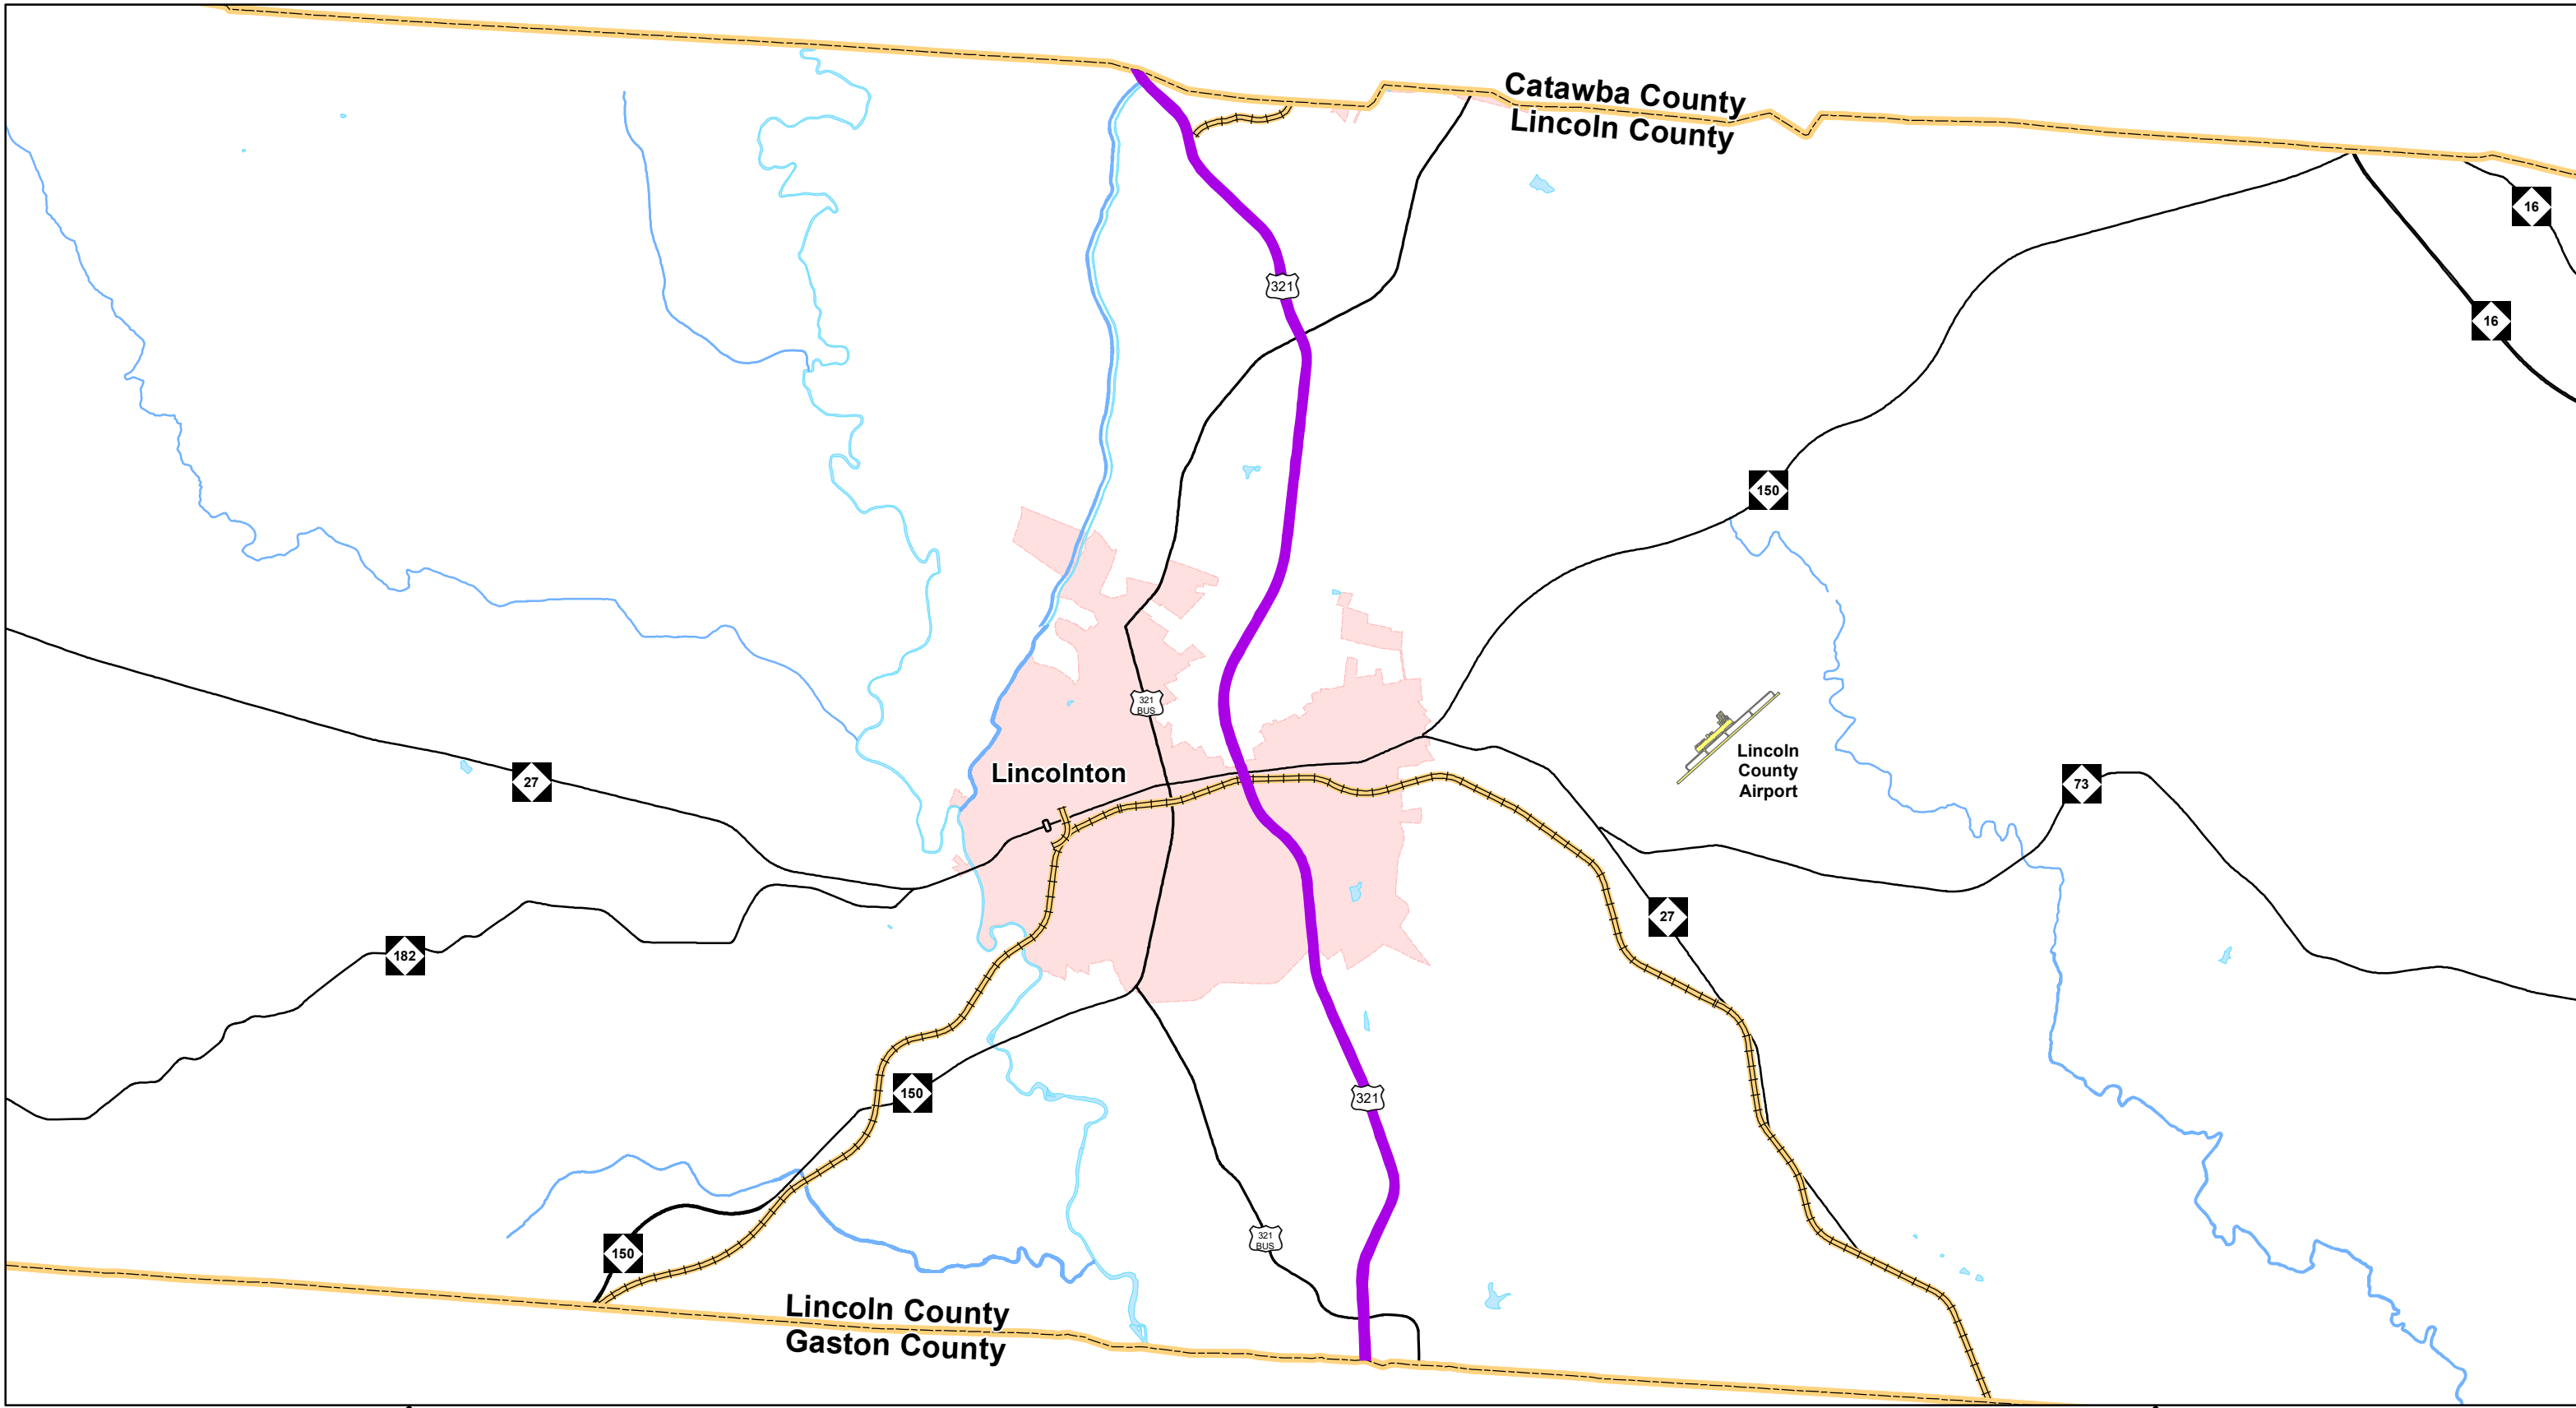 Catawba County
Lincoln County
16
321
16
150
321
BUS
Lincolnton
Lincoln
County
Airport
27
73
27
182
150
321
321
BUS
150
Lincoln County
Gaston County